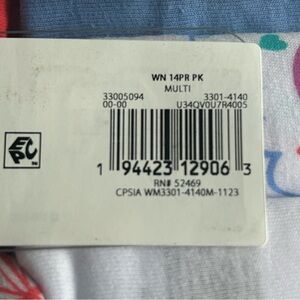 WN 14PR PK
MULTI
33005094 3301-4140
00-00 U34QV0U7R4005
EPC
1 94423 12906 3
RN# 52469
CPSIA WM3301-4140M-1123